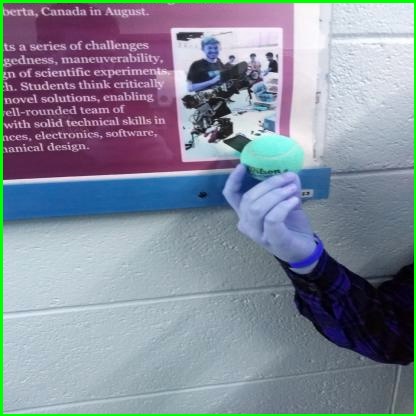 berta, Canada in August.
ts a series of challenges
gedness, maneuverability,
gn of scientific experiments,
ch. Students think critically
novel solutions, enabling
well-rounded team of
with solid technical skills in
nces, electronics, software,
hanical design.